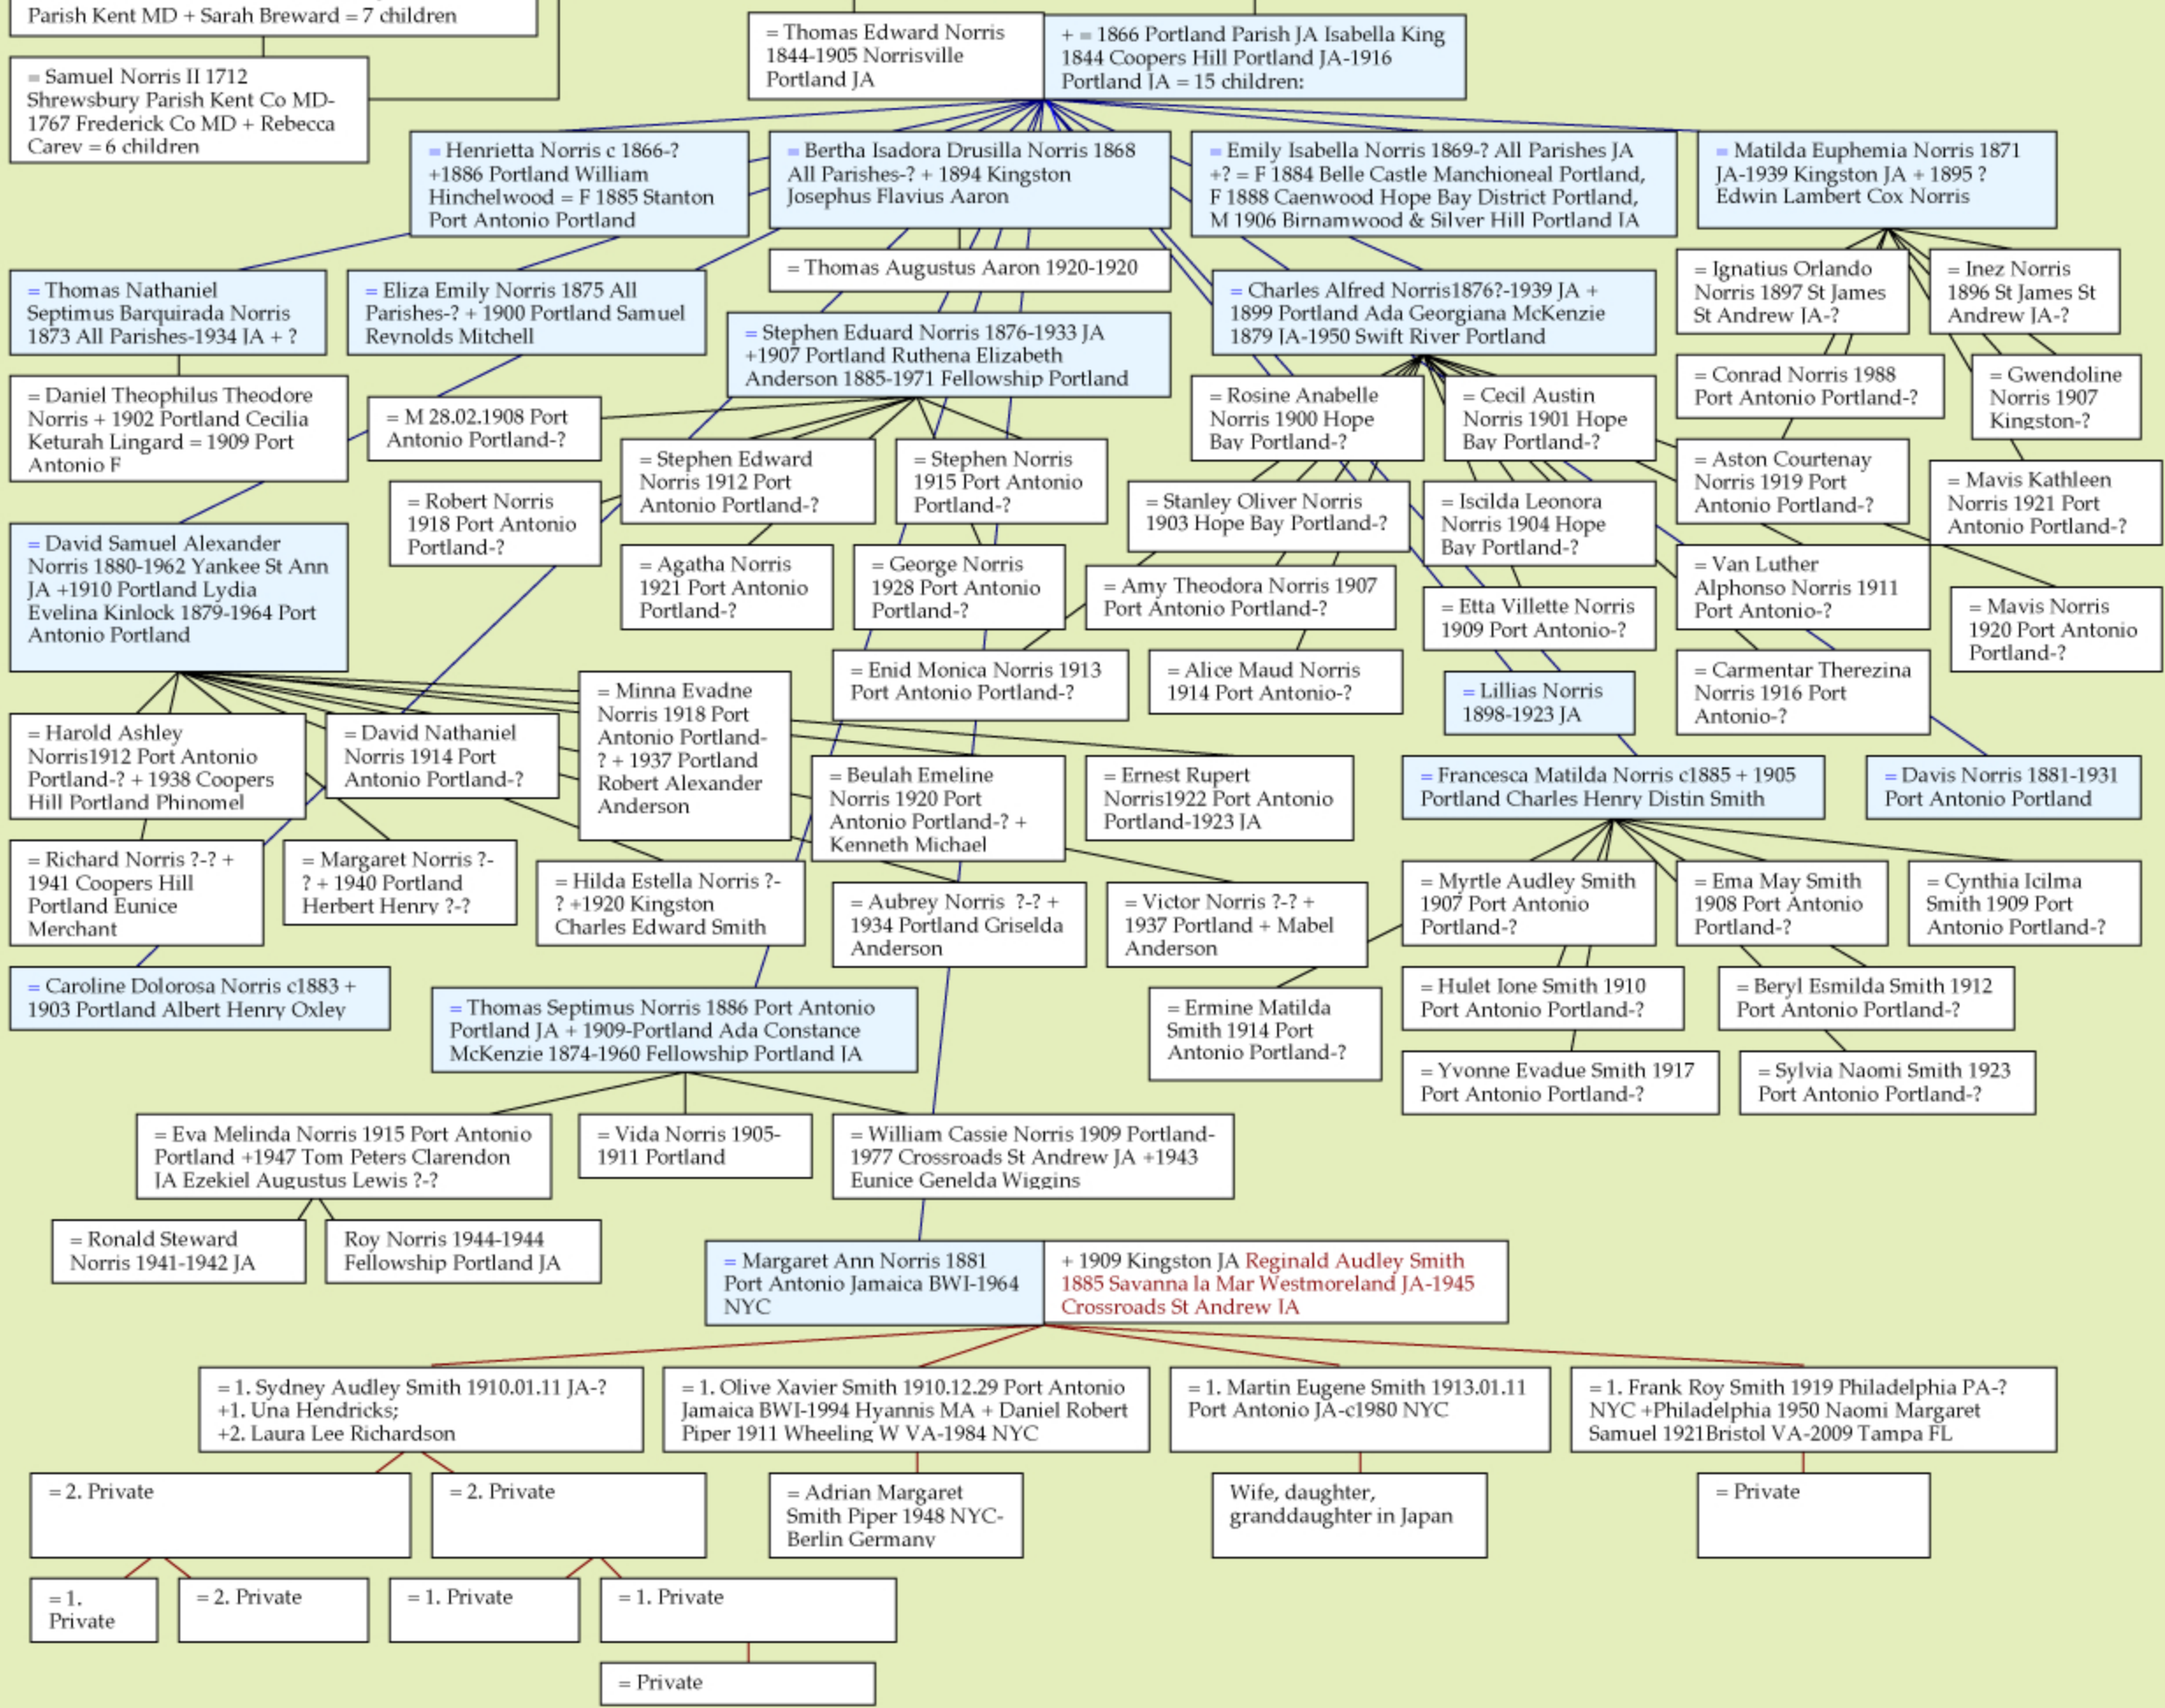 Parish Kent MD + Sarah Breward = 7 children
= Samuel Norris II 1712
Shrewsbury Parish Kent Co MD-
1767 Frederick Co MD + Rebecca
Carey = 6 children
= Thomas Edward Norris
1844-1905 Norrisville
Portland JA
+ = 1866 Portland Parish JA Isabella King
1844 Coopers Hill Portland JA-1916
Portland JA = 15 children:
= Henrietta Norris c 1866-?
+1886 Portland William
Hinchelwood = F 1885 Stanton
Port Antonio Portland
= Bertha Isadora Drusilla Norris 1868
All Parishes-? + 1894 Kingston
Josephus Flavius Aaron
= Emily Isabella Norris 1869-? All Parishes JA
+? = F 1884 Belle Castle Manchioneal Portland,
F 1888 Caenwood Hope Bay District Portland,
M 1906 Birnamwood & Silver Hill Portland JA
= Matilda Euphemia Norris 1871
JA-1939 Kingston JA + 1895 ?
Edwin Lambert Cox Norris
= Thomas Augustus Aaron 1920-1920
= Ignatius Orlando
Norris 1897 St James
St Andrew JA-?
= Inez Norris
1896 St James St
Andrew JA-?
= Thomas Nathaniel
Septimus Barquirada Norris
1873 All Parishes-1934 JA + ?
= Eliza Emily Norris 1875 All
Parishes-? + 1900 Portland Samuel
Reynolds Mitchell
= Stephen Eduard Norris 1876-1933 JA
+1907 Portland Ruthena Elizabeth
Anderson 1885-1971 Fellowship Portland
= Charles Alfred Norris1876?-1939 JA +
1899 Portland Ada Georgiana McKenzie
1879 JA-1950 Swift River Portland
= Conrad Norris 1988
Port Antonio Portland-?
= Gwendoline
Norris 1907
Kingston-?
= Daniel Theophilus Theodore
Norris + 1902 Portland Cecilia
Keturah Lingard = 1909 Port
Antonio F
= M 28.02.1908 Port
Antonio Portland-?
= Rosine Anabelle
Norris 1900 Hope
Bay Portland-?
= Cecil Austin
Norris 1901 Hope
Bay Portland-?
= Stephen Edward
Norris 1912 Port
Antonio Portland-?
= Stephen Norris
1915 Port Antonio
Portland-?
= Aston Courtenay
Norris 1919 Port
Antonio Portland-?
= Mavis Kathleen
Norris 1921 Port
Antonio Portland-?
= Robert Norris
1918 Port Antonio
Portland-?
= Stanley Oliver Norris
1903 Hope Bay Portland-?
= Iscilda Leonora
Norris 1904 Hope
Bay Portland-?
= David Samuel Alexander
Norris 1880-1962 Yankee St Ann
JA +1910 Portland Lydia
Evelina Kinlock 1879-1964 Port
Antonio Portland
= Agatha Norris
1921 Port Antonio
Portland-?
= George Norris
1928 Port Antonio
Portland-?
= Amy Theodora Norris 1907
Port Antonio Portland-?
= Etta Villette Norris
1909 Port Antonio-?
= Van Luther
Alphonso Norris 1911
Port Antonio-?
= Mavis Norris
1920 Port Antonio
Portland-?
= Enid Monica Norris 1913
Port Antonio Portland-?
= Alice Maud Norris
1914 Port Antonio-?
= Lillias Norris
1898-1923 JA
= Carmentar Therezina
Norris 1916 Port
Antonio-?
= Harold Ashley
Norris1912 Port Antonio
Portland-? + 1938 Coopers
Hill Portland Phinomel
= David Nathaniel
Norris 1914 Port
Antonio Portland-?
= Minna Evadne
Norris 1918 Port
Antonio Portland-
? + 1937 Portland
Robert Alexander
Anderson
= Beulah Emeline
Norris 1920 Port
Antonio Portland-? +
Kenneth Michael
= Ernest Rupert
Norris1922 Port Antonio
Portland-1923 JA
= Francesca Matilda Norris c1885 + 1905
Portland Charles Henry Distin Smith
= Davis Norris 1881-1931
Port Antonio Portland
= Richard Norris ?-? +
1941 Coopers Hill
Portland Eunice
Merchant
= Margaret Norris ?-
? + 1940 Portland
Herbert Henry ?-?
= Hilda Estella Norris ?-
? +1920 Kingston
Charles Edward Smith
= Aubrey Norris ?-? +
1934 Portland Griselda
Anderson
= Victor Norris ?-? +
1937 Portland + Mabel
Anderson
= Myrtle Audley Smith
1907 Port Antonio
Portland-?
= Ema May Smith
1908 Port Antonio
Portland-?
= Cynthia Icilma
Smith 1909 Port
Antonio Portland-?
= Caroline Dolorosa Norris c1883 +
1903 Portland Albert Henry Oxley
= Thomas Septimus Norris 1886 Port Antonio
Portland JA + 1909-Portland Ada Constance
McKenzie 1874-1960 Fellowship Portland JA
= Ermine Matilda
Smith 1914 Port
Antonio Portland-?
= Hulet Ione Smith 1910
Port Antonio Portland-?
= Beryl Esmilda Smith 1912
Port Antonio Portland-?
= Yvonne Evadue Smith 1917
Port Antonio Portland-?
= Sylvia Naomi Smith 1923
Port Antonio Portland-?
= Eva Melinda Norris 1915 Port Antonio
Portland +1947 Tom Peters Clarendon
JA Ezekiel Augustus Lewis ?-?
= Vida Norris 1905-
1911 Portland
= William Cassie Norris 1909 Portland-
1977 Crossroads St Andrew JA +1943
Eunice Genelda Wiggins
= Ronald Steward
Norris 1941-1942 JA
Roy Norris 1944-1944
Fellowship Portland JA
= Margaret Ann Norris 1881
Port Antonio Jamaica BWI-1964
NYC
+ 1909 Kingston JA Reginald Audley Smith
1885 Savanna la Mar Westmoreland JA-1945
Crossroads St Andrew JA
= 1. Sydney Audley Smith 1910.01.11 JA-?
+1. Una Hendricks;
+2. Laura Lee Richardson
= 1. Olive Xavier Smith 1910.12.29 Port Antonio
Jamaica BWI-1994 Hyannis MA + Daniel Robert
Piper 1911 Wheeling W VA-1984 NYC
= 1. Martin Eugene Smith 1913.01.11
Port Antonio JA-c1980 NYC
= 1. Frank Roy Smith 1919 Philadelphia PA-?
NYC +Philadelphia 1950 Naomi Margaret
Samuel 1921Bristol VA-2009 Tampa FL
= 2. Private
= 2. Private
= Adrian Margaret
Smith Piper 1948 NYC-
Berlin Germany
Wife, daughter,
granddaughter in Japan
= Private
= 1.
Private
= 2. Private
= 1. Private
= 1. Private
= Private